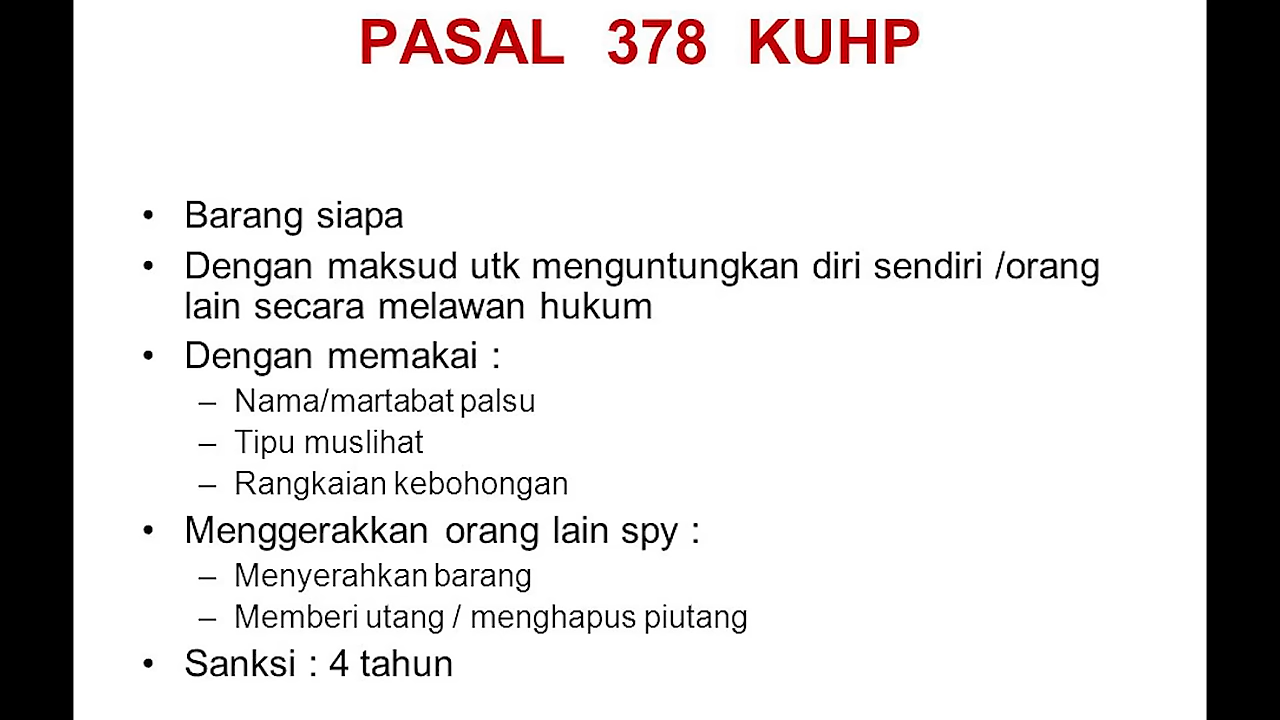 PASAL 378 KUHP
• Barang siapa
• Dengan maksud utk menguntungkan diri sendiri /orang
lain secara melawan hukum
• Dengan memakai :
– Nama/martabat palsu
– Tipu muslihat
– Rangkaian kebohongan
• Menggerakkan orang lain spy :
– Menyerahkan barang
– Memberi utang / menghapus piutang
• Sanksi : 4 tahun